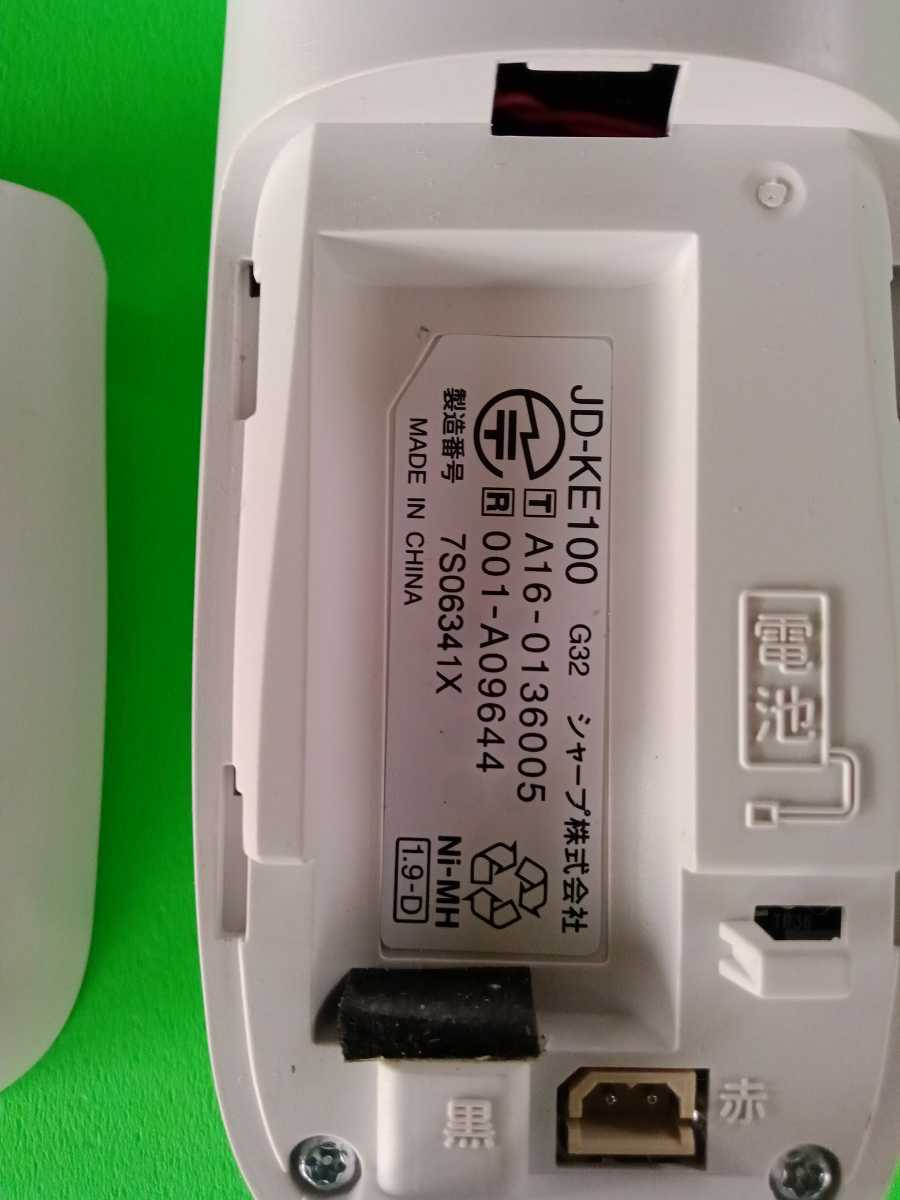 JD-KE100 G32 シャープ株式会社
T A16-0136005
R 001-A09644
製造番号 7S06341X
MADE IN CHINA
Ni-MH
1.9-D
電池
黒
赤